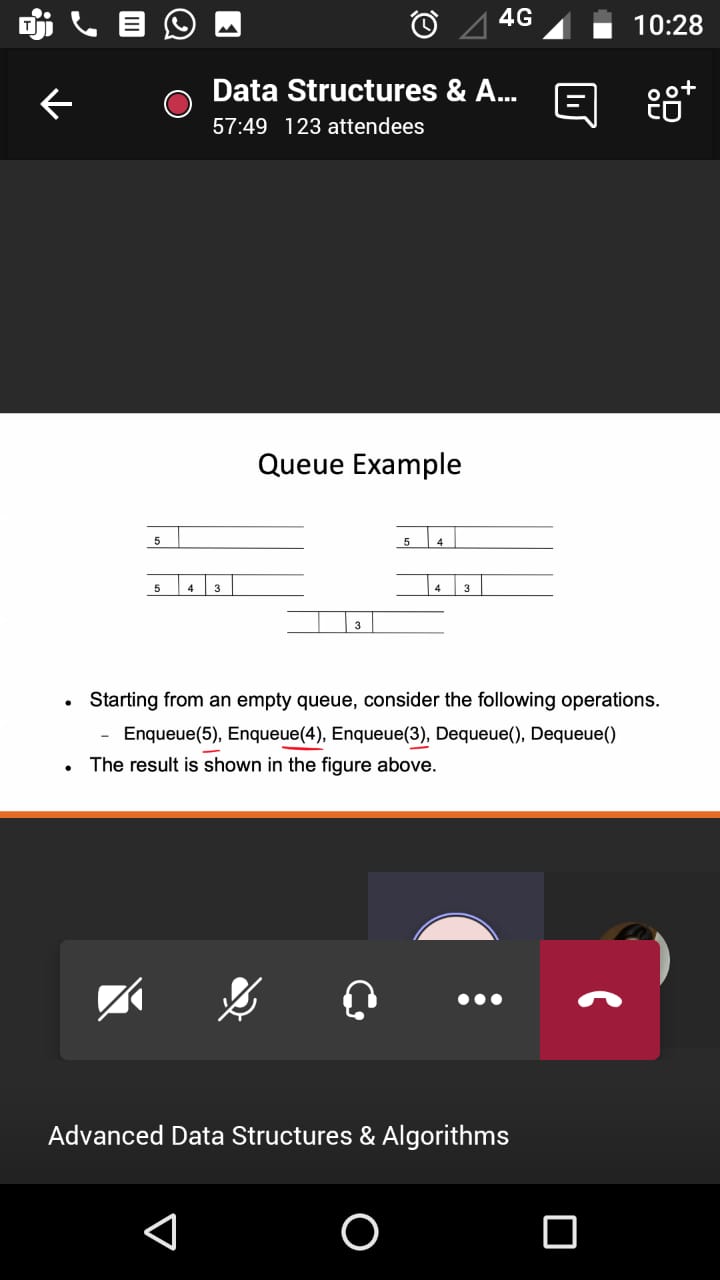 4G 10:28
Data Structures & A...
57:49 123 attendees
Queue Example
5
5 4
5 4 3
4 3
3
• Starting from an empty queue, consider the following operations.
– Enqueue(5), Enqueue(4), Enqueue(3), Dequeue(), Dequeue()
• The result is shown in the figure above.
Advanced Data Structures & Algorithms